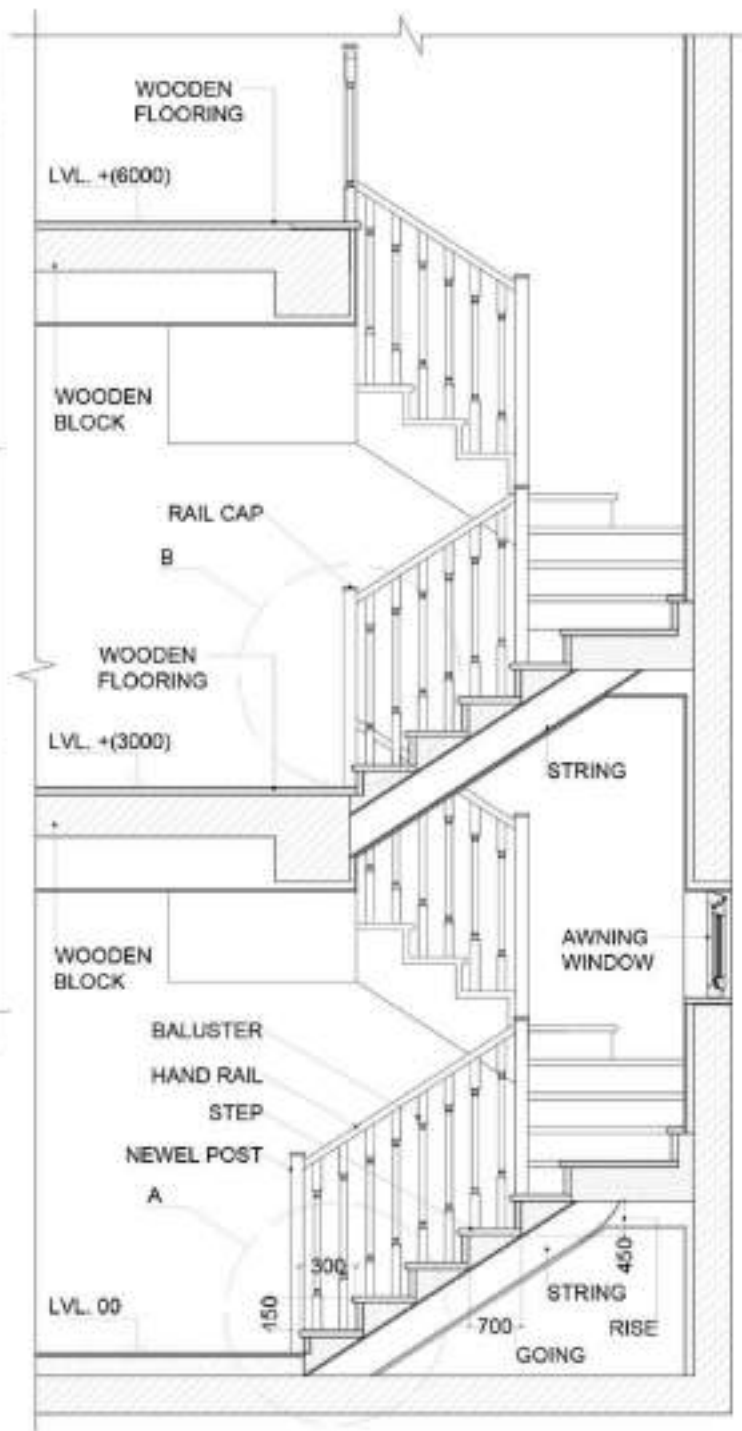 WOODEN
FLOORING
LVL. +(6000)
WOODEN
BLOCK
RAIL CAP
B
WOODEN
FLOORING
LVL. +(3000)
STRING
WOODEN
BLOCK
AWNING
WINDOW
BALUSTER
HAND RAIL
STEP
NEWEL POST
A
300
450
150
STRING
LVL. 00
700
RISE
GOING